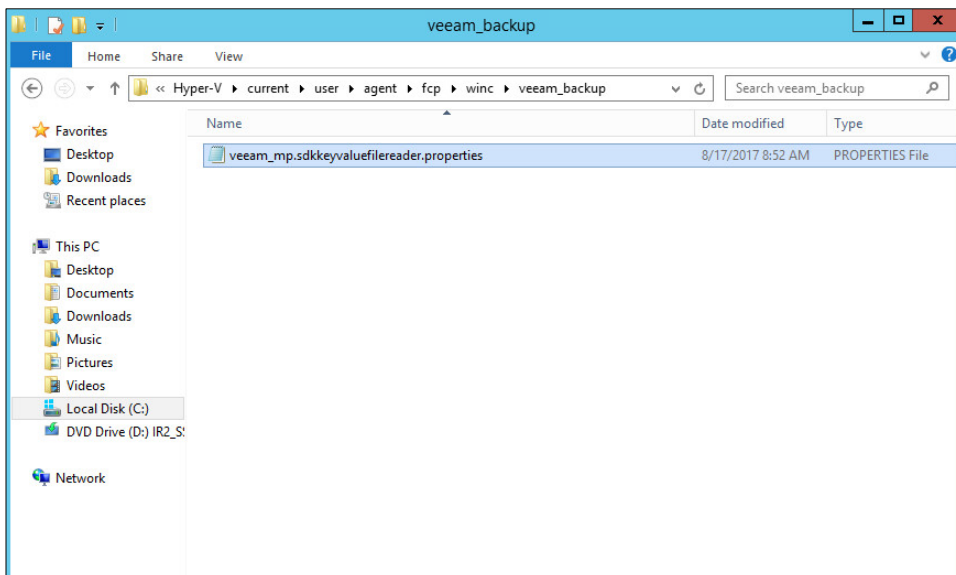 veeam_backup
File Home Share View
« Hyper-V current user agent fcp winc veeam_backup Search veeam_backup
Name Date modified Type
veeam_mp.sdkkeyvaluefilereader.properties 8/17/2017 8:52 AM PROPERTIES File
Favorites
Desktop
Downloads
Recent places
This PC
Desktop
Documents
Downloads
Music
Pictures
Videos
Local Disk (C:)
DVD Drive (D:) IR2_S
Network